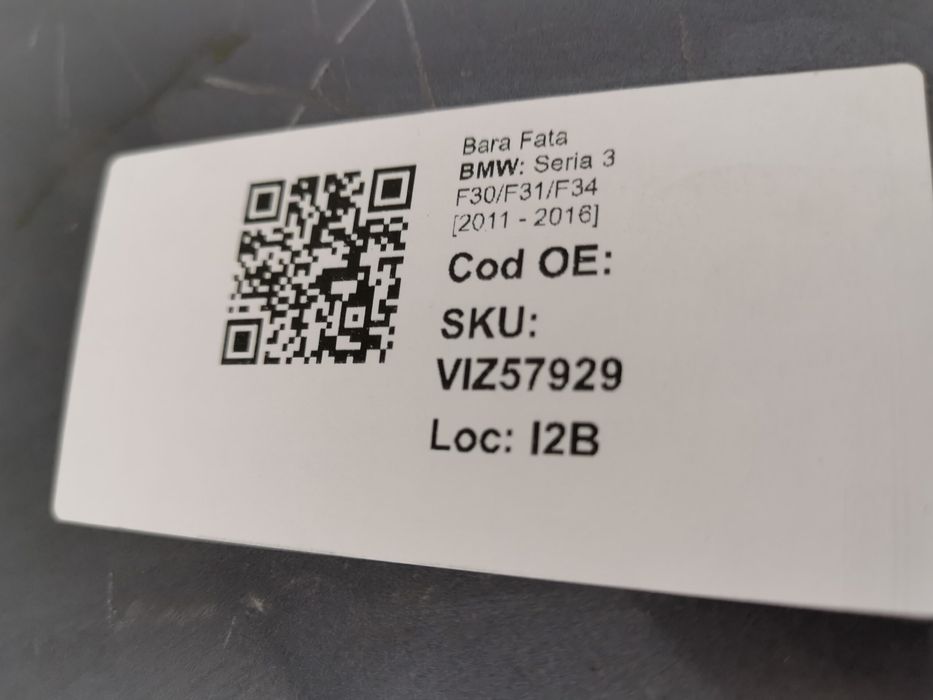 Bara Fata
BMW: Seria 3
F30/F31/F34
[2011 - 2016]
Cod OE:
SKU:
VIZ57929
Loc: I2B